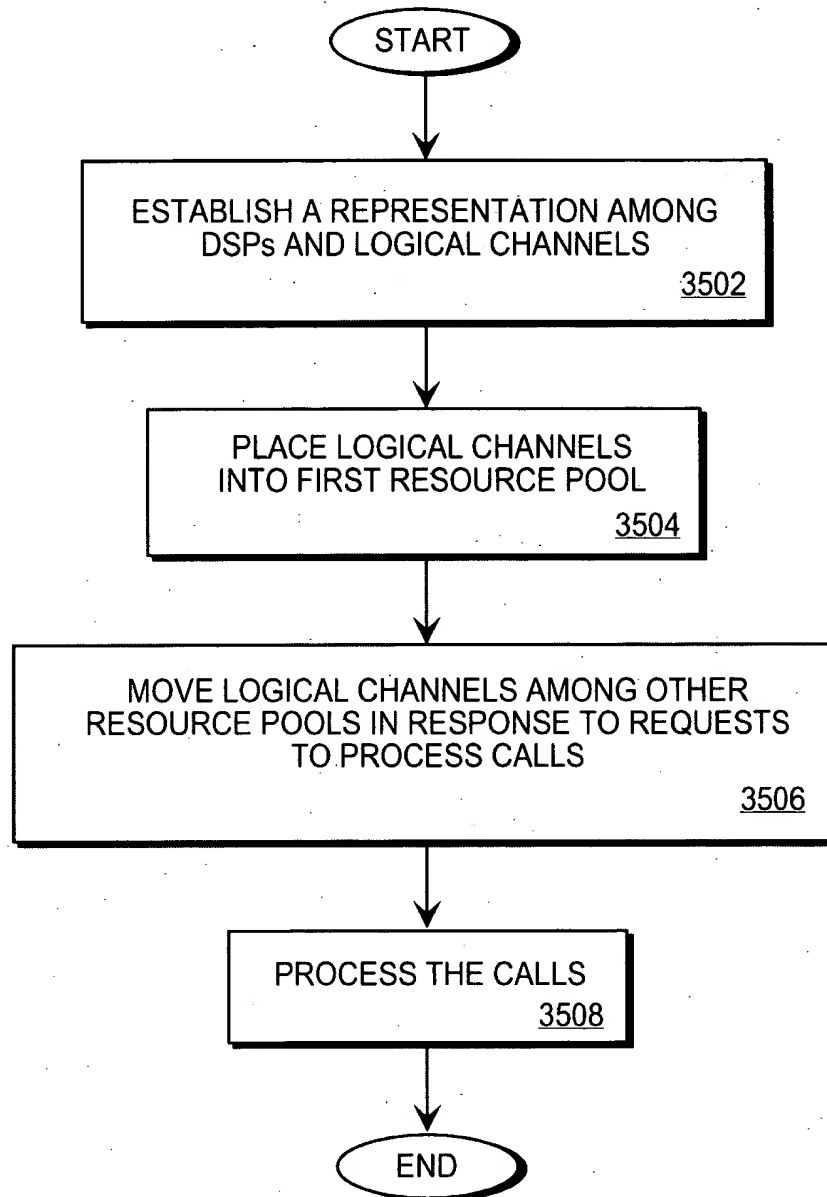 START
ESTABLISH A REPRESENTATION AMONG
DSPs AND LOGICAL CHANNELS
3502
PLACE LOGICAL CHANNELS
INTO FIRST RESOURCE POOL
3504
MOVE LOGICAL CHANNELS AMONG OTHER
RESOURCE POOLS IN RESPONSE TO REQUESTS
TO PROCESS CALLS
3506
PROCESS THE CALLS
3508
END